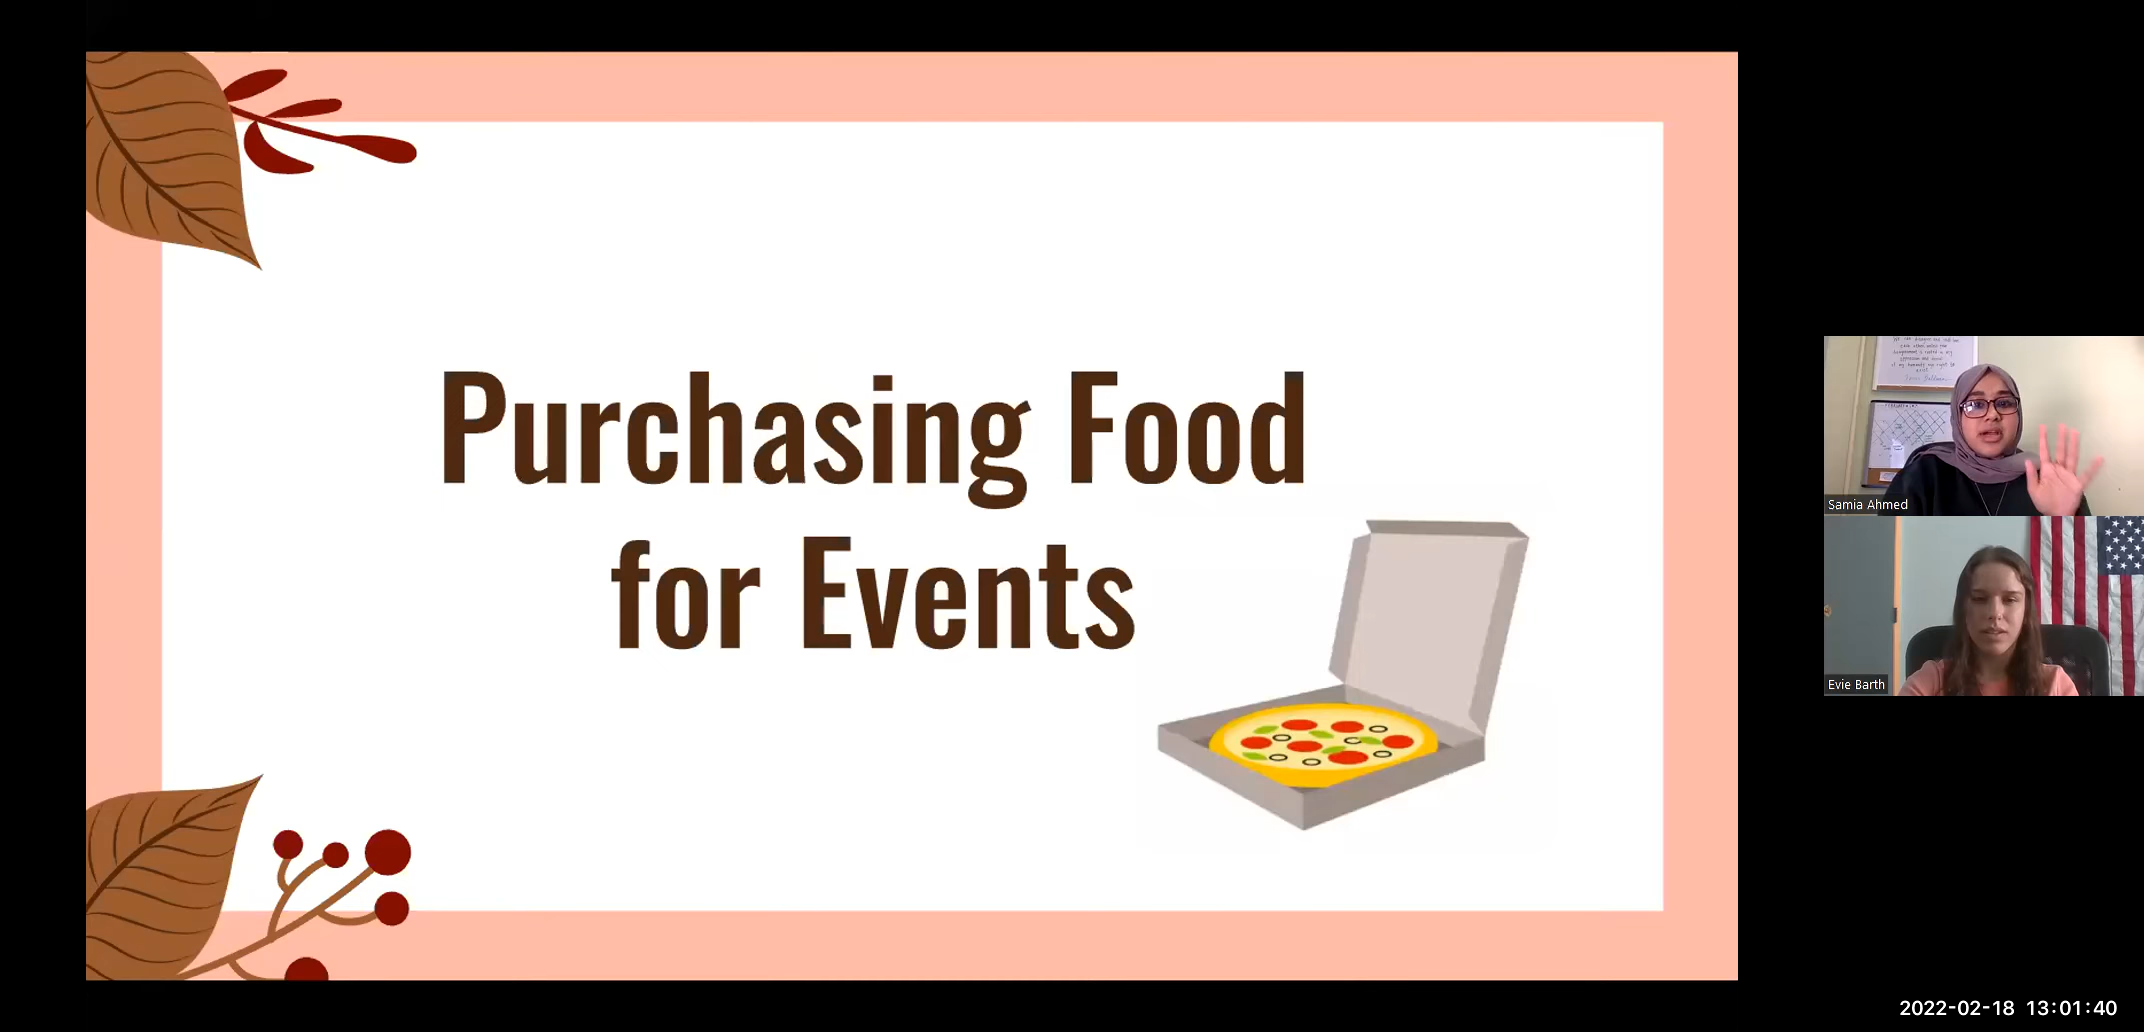 Purchasing Food
for Events
Samia Ahmed
Evie Barth
2022-02-18 13:01:40